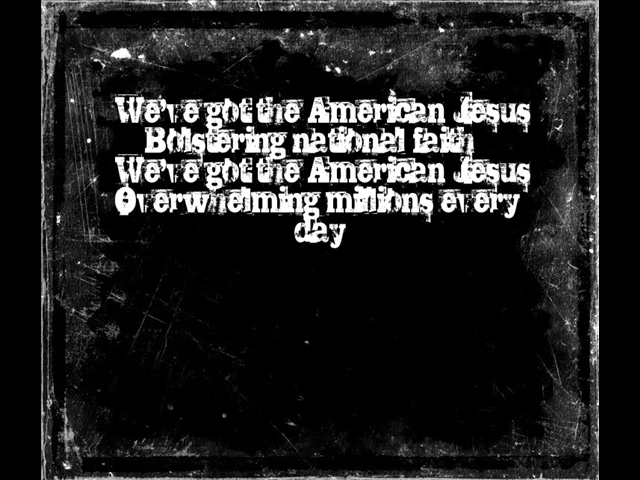 We've got the American Jesus
Bolstering national faith
We've got the American Jesus
Overwhelming millions every
day